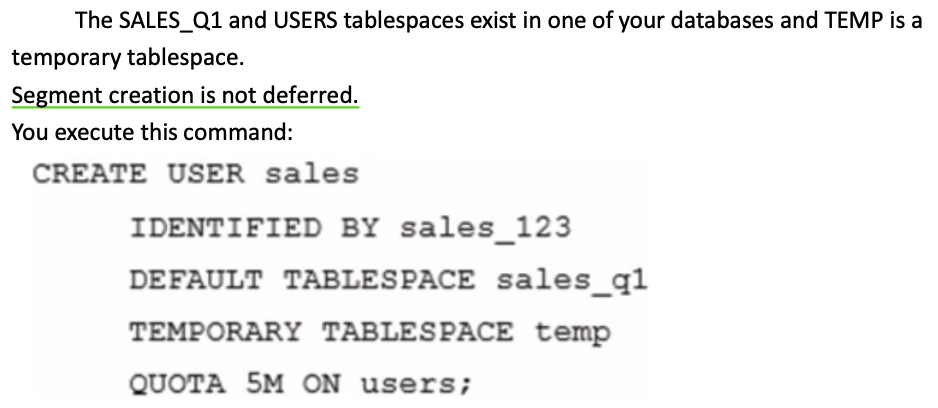 The SALES_Q1 and USERS tablespaces exist in one of your databases and TEMP is a
temporary tablespace.
Segment creation is not deferred.
You execute this command:
CREATE USER sales
IDENTIFIED BY sales_123
DEFAULT TABLESPACE sales_q1
TEMPORARY TABLESPACE temp
QUOTA 5M ON users;